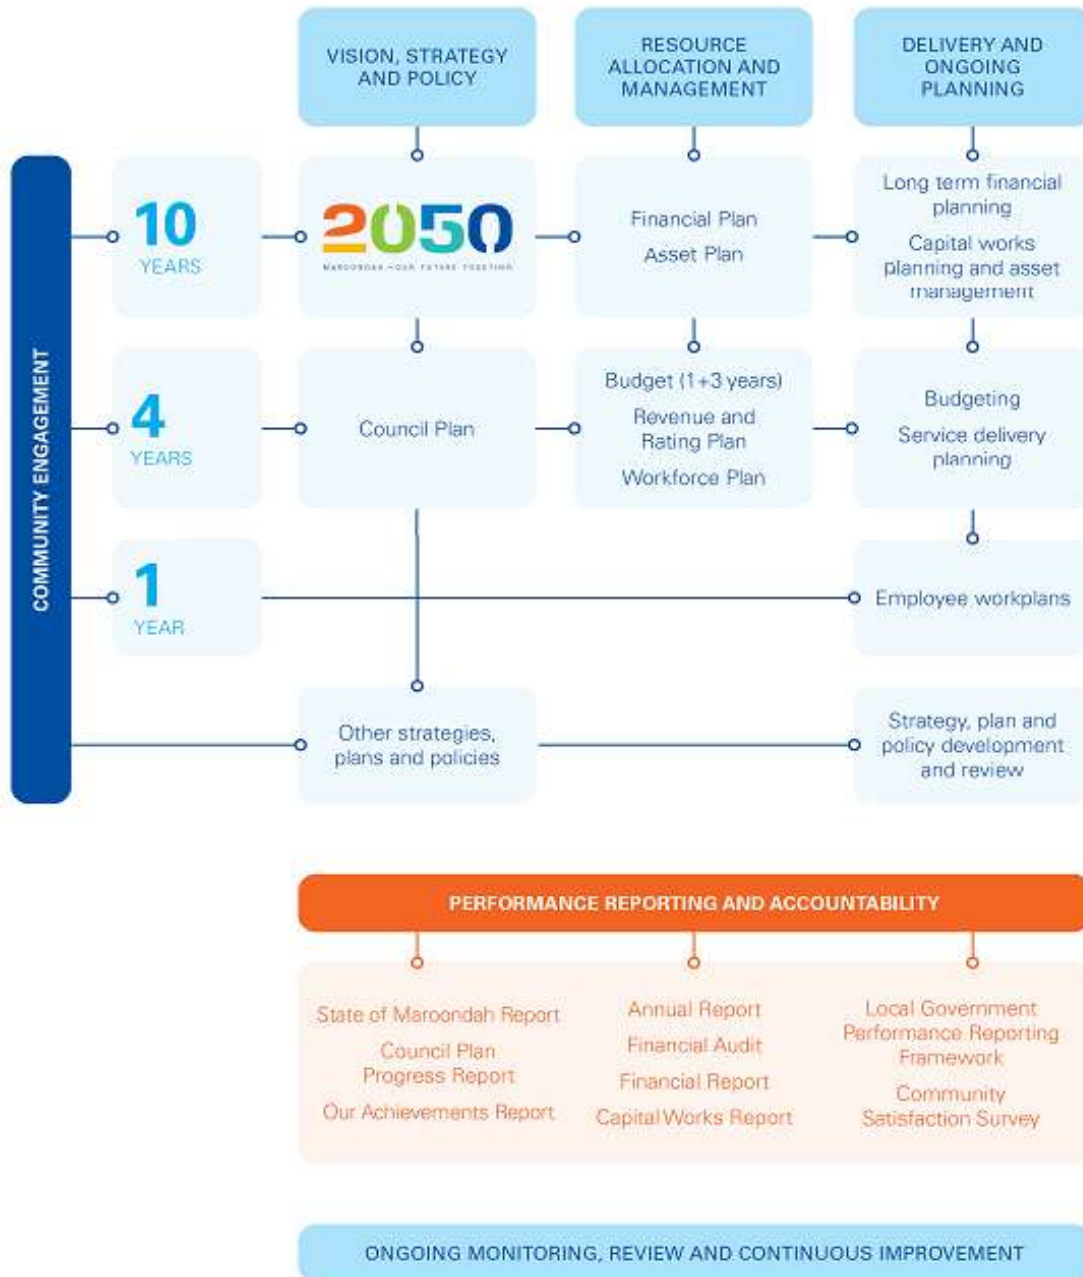 VISION, STRATEGY
AND POLICY
RESOURCE
ALLOCATION AND
MANAGEMENT
DELIVERY AND
ONGOING
PLANNING
COMMUNITY ENGAGEMENT
10
YEARS
2050
MAROONDAH – OUR FUTURE TOGETHER
Financial Plan
Asset Plan
Long term financial
planning
Capital works
planning and asset
management
4
YEARS
Council Plan
Budget (1+3 years)
Revenue and
Rating Plan
Workforce Plan
Budgeting
Service delivery
planning
1
YEAR
Employee workplans
Other strategies,
plans and policies
Strategy, plan and
policy development
and review
PERFORMANCE REPORTING AND ACCOUNTABILITY
State of Maroondah Report
Council Plan
Progress Report
Our Achievements Report
Annual Report
Financial Audit
Financial Report
Capital Works Report
Local Government
Performance Reporting
Framework
Community
Satisfaction Survey
ONGOING MONITORING, REVIEW AND CONTINUOUS IMPROVEMENT